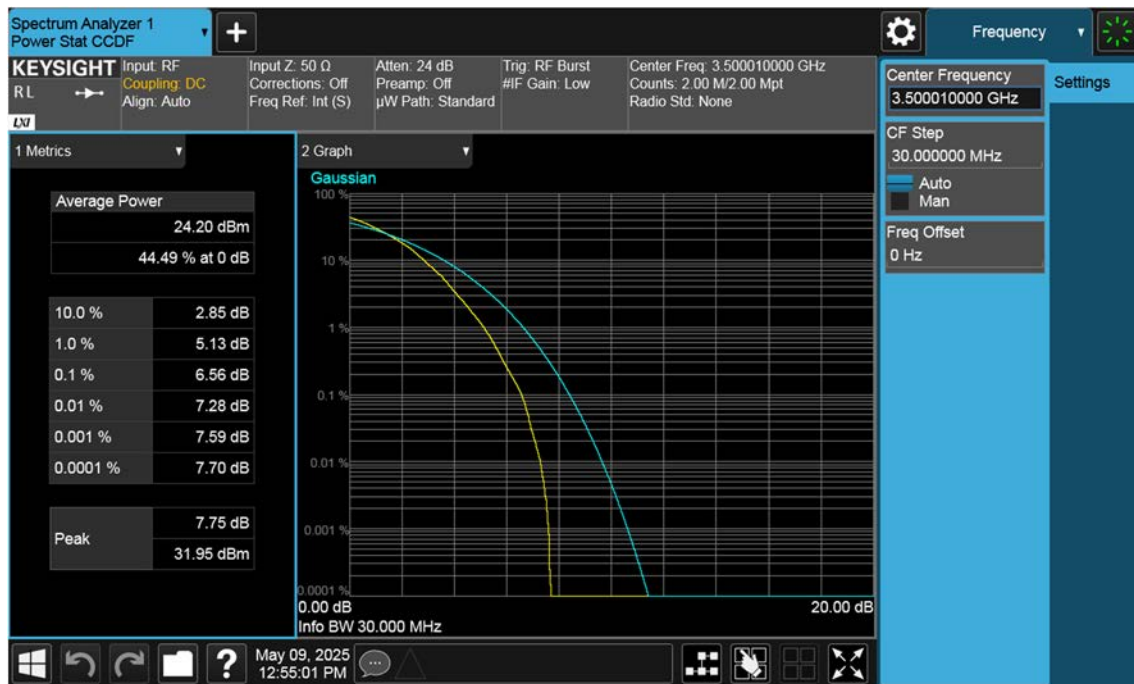 Spectrum Analyzer 1
Power Stat CCDF
+
Frequency
KEYSIGHT
RL
LXI
Input: RF
Coupling: DC
Align: Auto
Input Z: 50 Ω
Corrections: Off
Freq Ref: Int (S)
Atten: 24 dB
Preamp: Off
µW Path: Standard
Trig: RF Burst
#IF Gain: Low
Center Freq: 3.500010000 GHz
Counts: 2.00 M/2.00 Mpt
Radio Std: None
Center Frequency
3.500010000 GHz
Settings
CF Step
30.000000 MHz
Auto
Man
Freq Offset
0 Hz
1 Metrics
Average Power
24.20 dBm
44.49 % at 0 dB
10.0 % 2.85 dB
1.0 % 5.13 dB
0.1 % 6.56 dB
0.01 % 7.28 dB
0.001 % 7.59 dB
0.0001 % 7.70 dB
Peak
7.75 dB
31.95 dBm
2 Graph
Gaussian
100 %
10 %
1 %
0.1 %
0.01 %
0.001 %
0.0001 %
0.00 dB 20.00 dB
Info BW 30.000 MHz
?
May 09, 2025
12:55:01 PM